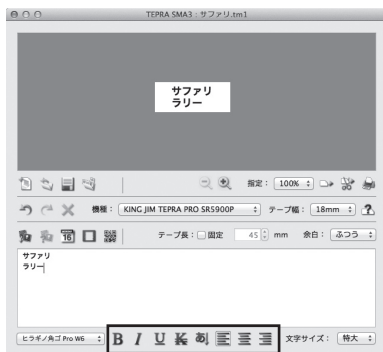 TEPRA SMA3 : サファリ.tm1
サファリ
ラリー
指定： 100%
機種： KING JIM TEPRA PRO SR5900P テープ幅： 18mm ?
16 テープ長： 固定 45 mm 余白： ふつう
サファリ
ラリー
ヒラギノ角ゴ Pro W6 B I U K あ 文字サイズ： 特大